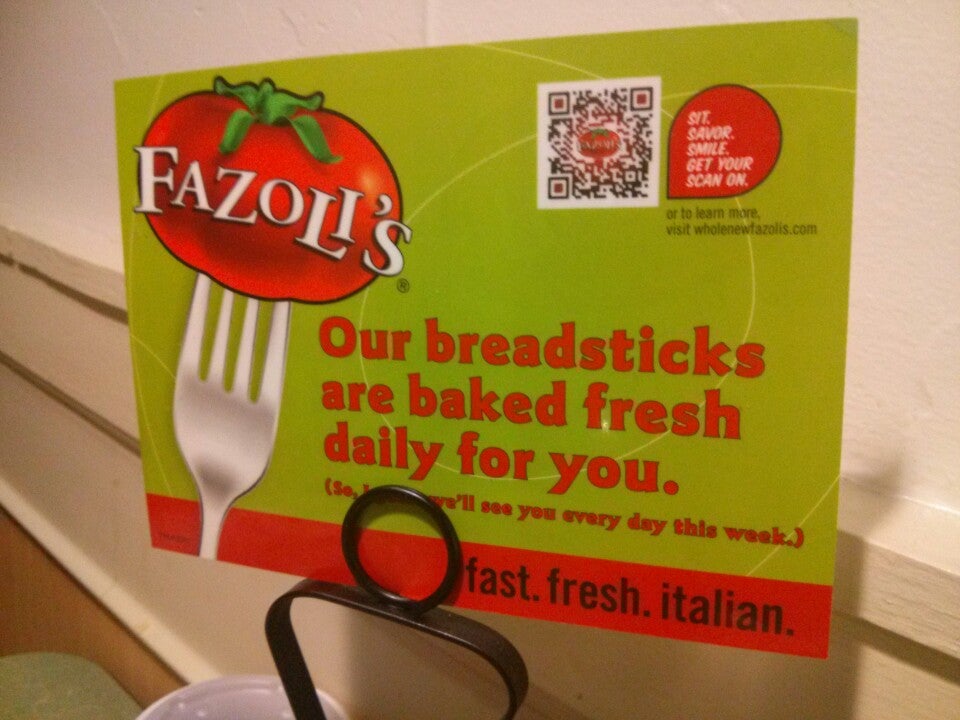 FAZOLI'S
®
SIT.
SAVOR.
SMILE.
GET YOUR
SCAN ON.
or to learn more,
visit wholenewfazolis.com
Our breadsticks
are baked fresh
daily for you.
(So, we'll see you every day this week.)
fast. fresh. italian.